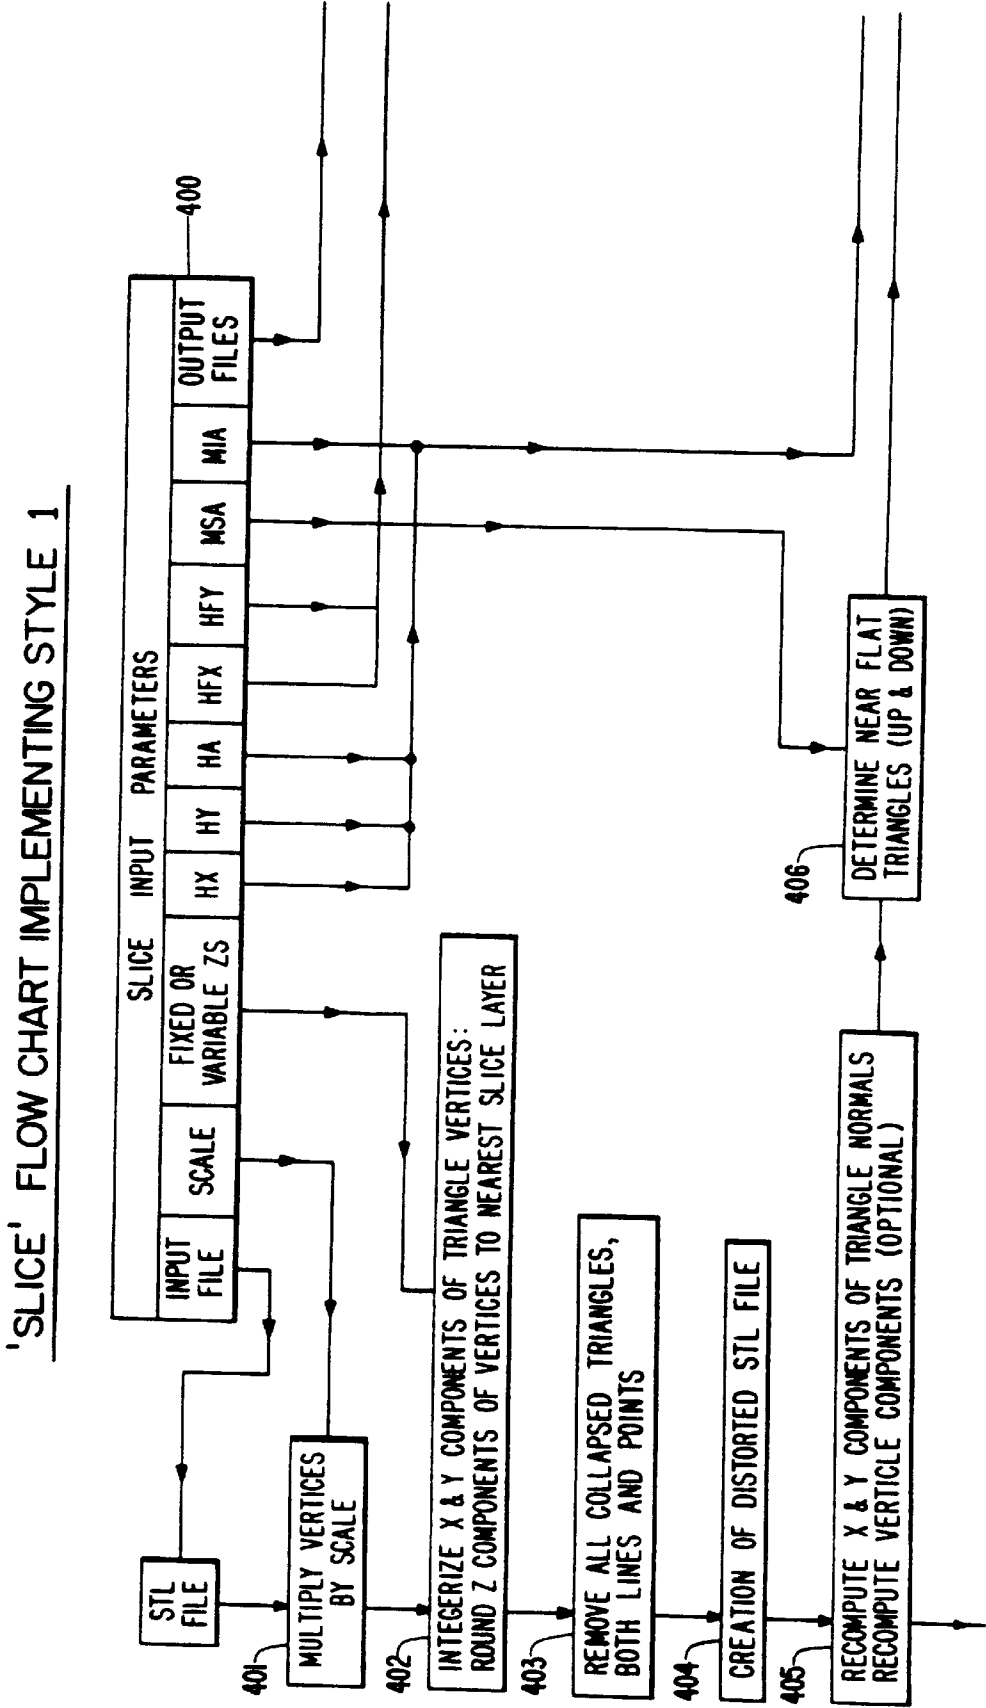 'SLICE' FLOW CHART IMPLEMENTING STYLE 1
SLICE INPUT PARAMETERS
INPUT
FILE
SCALE
FIXED OR
VARIABLE ZS
HX
HY
HA
HFX
HFY
MSA
MIA
OUTPUT
FILES
400
STL
FILE
401
MULTIPLY VERTICES
BY SCALE
402
INTEGERIZE X & Y COMPONENTS OF TRIANGLE VERTICES:
ROUND Z COMPONENTS OF VERTICES TO NEAREST SLICE LAYER
403
REMOVE ALL COLLAPSED TRIANGLES,
BOTH LINES AND POINTS
404
CREATION OF DISTORTED STL FILE
405
RECOMPUTE X & Y COMPONENTS OF TRIANGLE NORMALS
RECOMPUTE VERTICLE COMPONENTS (OPTIONAL)
406
DETERMINE NEAR FLAT
TRIANGLES (UP & DOWN)